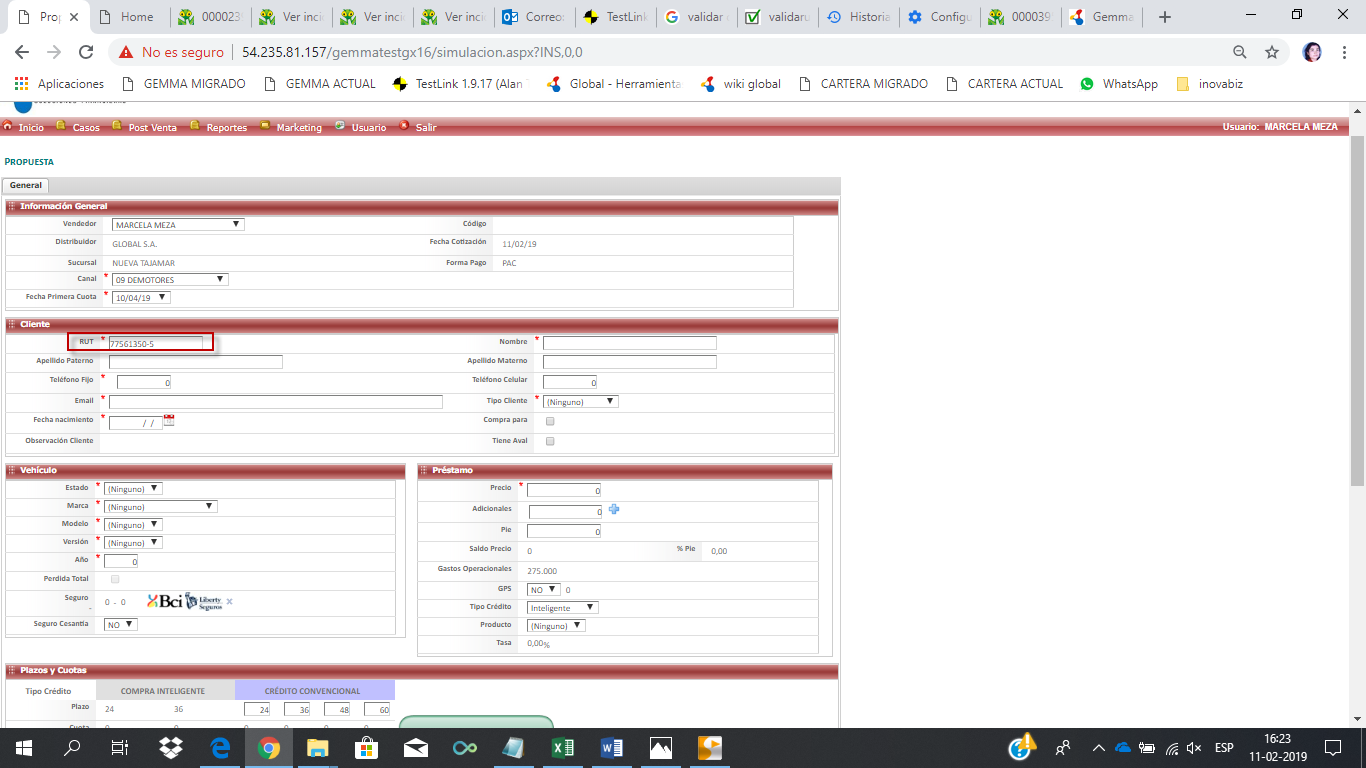 Prop
Home
000023
Ver inci
Ver inci
Ver inci
Correo:
TestLink
validar
validaru
Historia
Configu
000039
Gemma
No es seguro
54.235.81.157/gemmatestgx16/simulacion.aspx?INS,0,0
Aplicaciones
GEMMA MIGRADO
GEMMA ACTUAL
TestLink 1.9.17 (Alan
Global - Herramienta
wiki global
CARTERA MIGRADO
CARTERA ACTUAL
WhatsApp
inovabiz
Inicio
Casos
Post Venta
Reportes
Marketing
Usuario
Salir
Usuario: MARCELA MEZA
PROPUESTA
General
Información General
Vendedor MARCELA MEZA Código
Distribuidor GLOBAL S.A. Fecha Cotización 11/02/19
Sucursal NUEVA TAJAMAR Forma Pago PAC
Canal * 09 DEMOTORES
Fecha Primera Cuota * 10/04/19
Cliente
RUT * 77561350-5 Nombre *
Apellido Paterno Apellido Materno
Teléfono Fijo * 0 Teléfono Celular 0
Email * Tipo Cliente * (Ninguno)
Fecha nacimiento * / / Compra para
Observación Cliente Tiene Aval
Vehículo
Estado * (Ninguno)
Marca * (Ninguno)
Modelo * (Ninguno)
Versión * (Ninguno)
Año * 0
Perdida Total
Seguro 0 - 0 Bci Liberty Seguros
-
Seguro Cesantía NO
Préstamo
Precio * 0
Adicionales 0
Pie 0
Saldo Precio 0 % Pie 0,00
Gastos Operacionales 275.000
GPS NO 0
Tipo Crédito Inteligente
Producto (Ninguno)
Tasa 0,00%
Plazos y Cuotas
Tipo Crédito COMPRA INTELIGENTE CRÉDITO CONVENCIONAL
Plazo 24 36 24 36 48 60
Cuota 0 0 0 0 0 0
ESP
16:23
11-02-2019